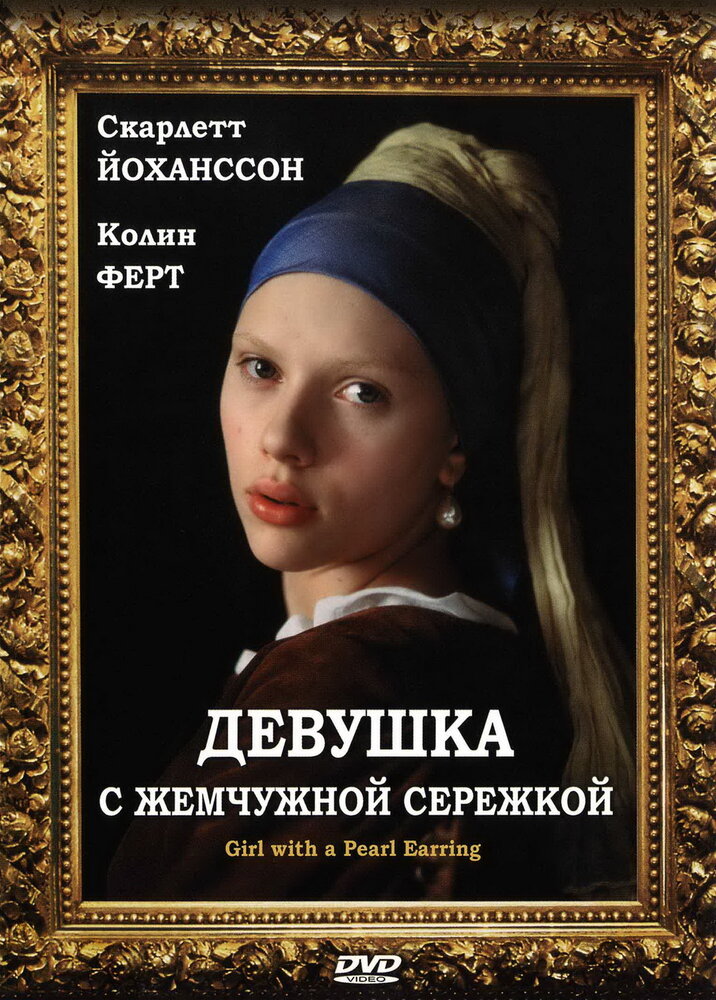 Скарлетт
ЙОХАНССОН
Колин
ФЕРТ
ДЕВУШКА
С ЖЕМЧУЖНОЙ СЕРЕЖКОЙ
Girl with a Pearl Earring
DVD
VIDEO